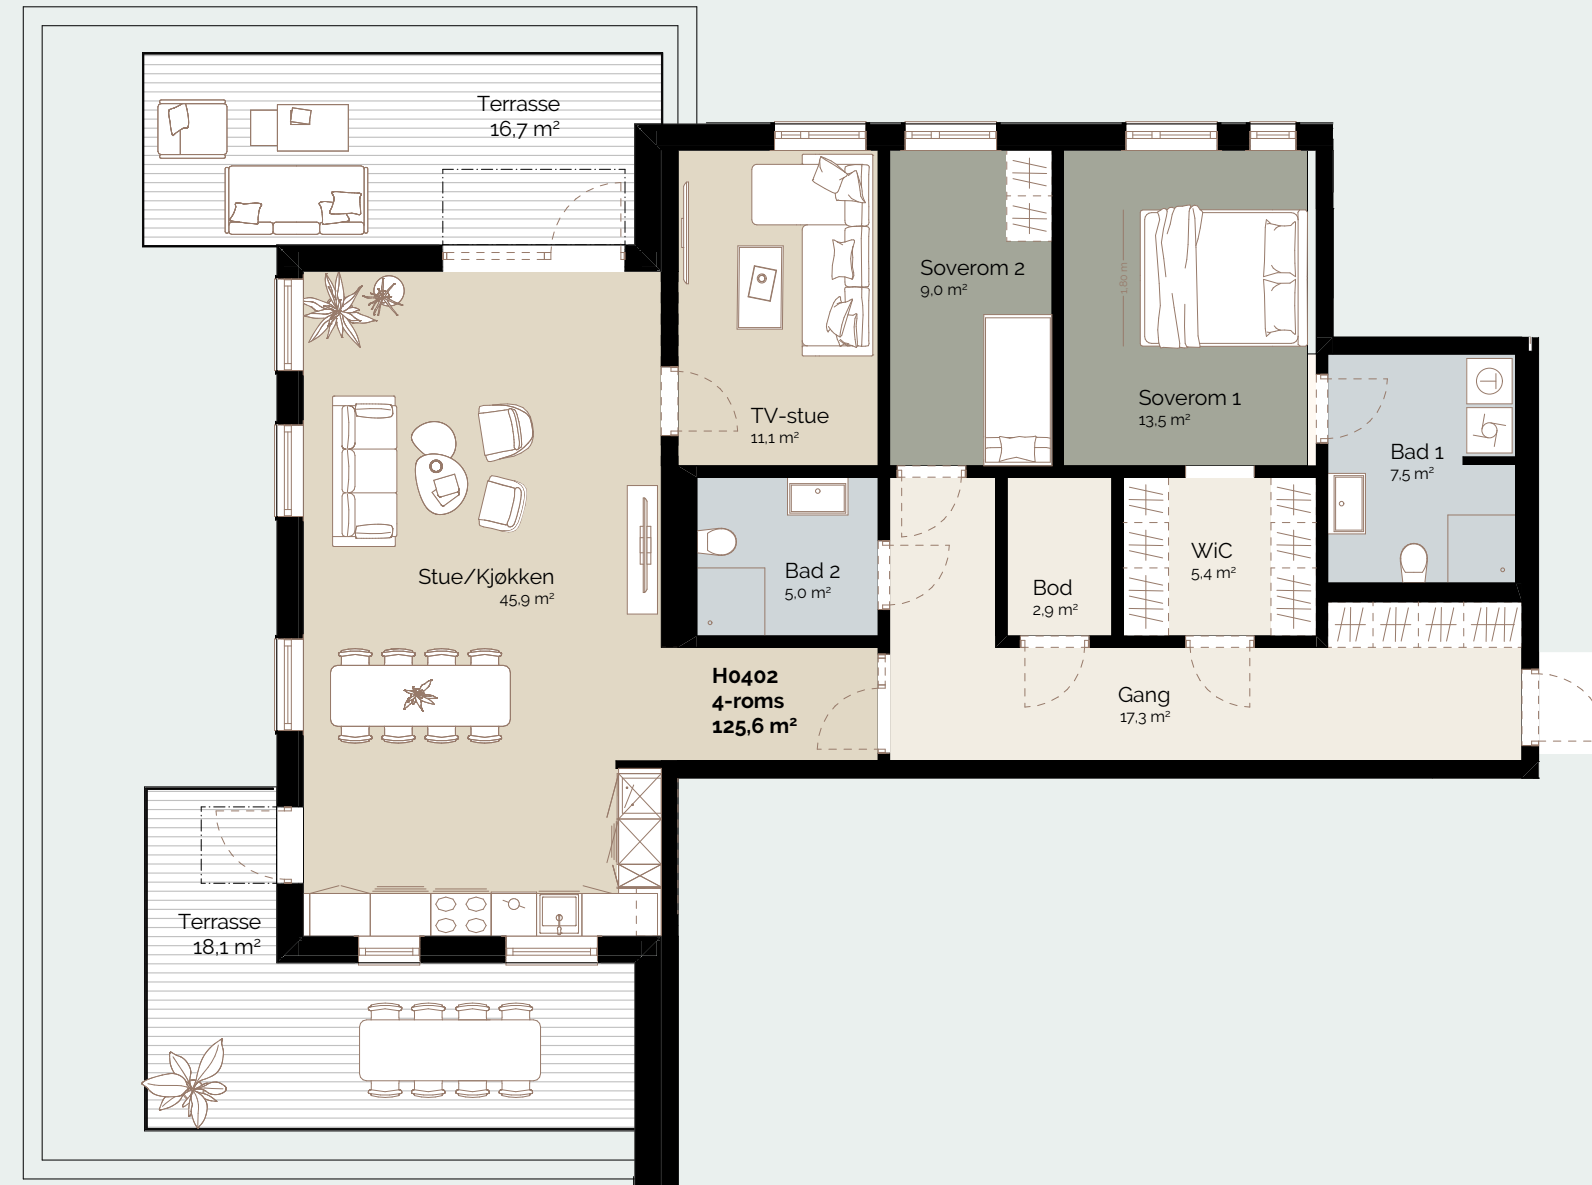 Terrasse
16,7 m²
Soverom 2
9,0 m²
1,80 m
Soverom 1
13,5 m²
TV-stue
11,1 m²
Bad 1
7,5 m²
Stue/Kjøkken
45,9 m²
Bad 2
5,0 m²
WiC
5,4 m²
Bod
2,9 m²
H0402
4-roms
125,6 m²
Gang
17,3 m²
Terrasse
18,1 m²